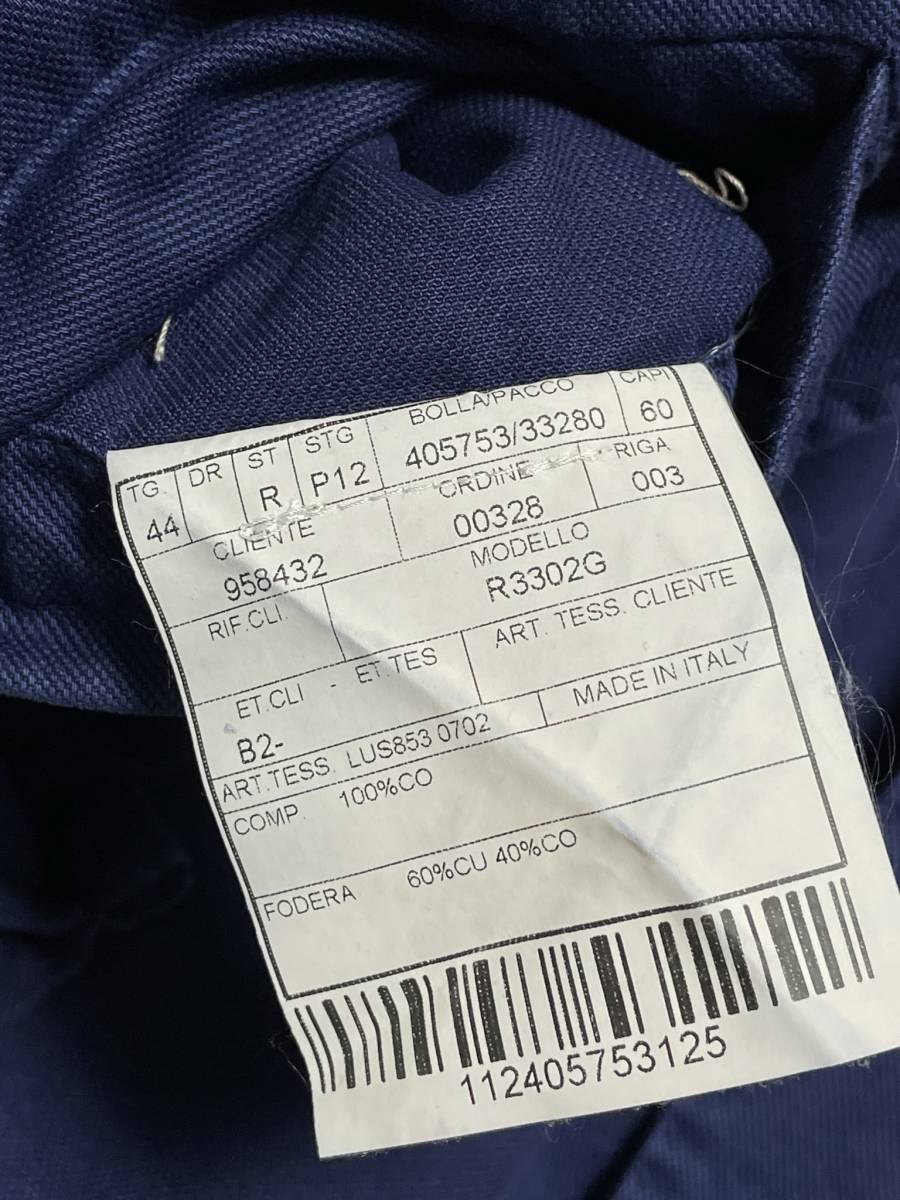 TG. DR ST STG BOLLA/PACCO CAPI
44 R P12 405753/33280 60
CLIENTE ORDINE RIGA
958432 00328 003
RIF.CLI. MODELLO
R3302G
ET.CLI - ET.TES ART. TESS. CLIENTE
B2-
ART.TESS. LUS853 0702 MADE IN ITALY
COMP. 100%CO
FODERA 60%CU 40%CO
112405753125